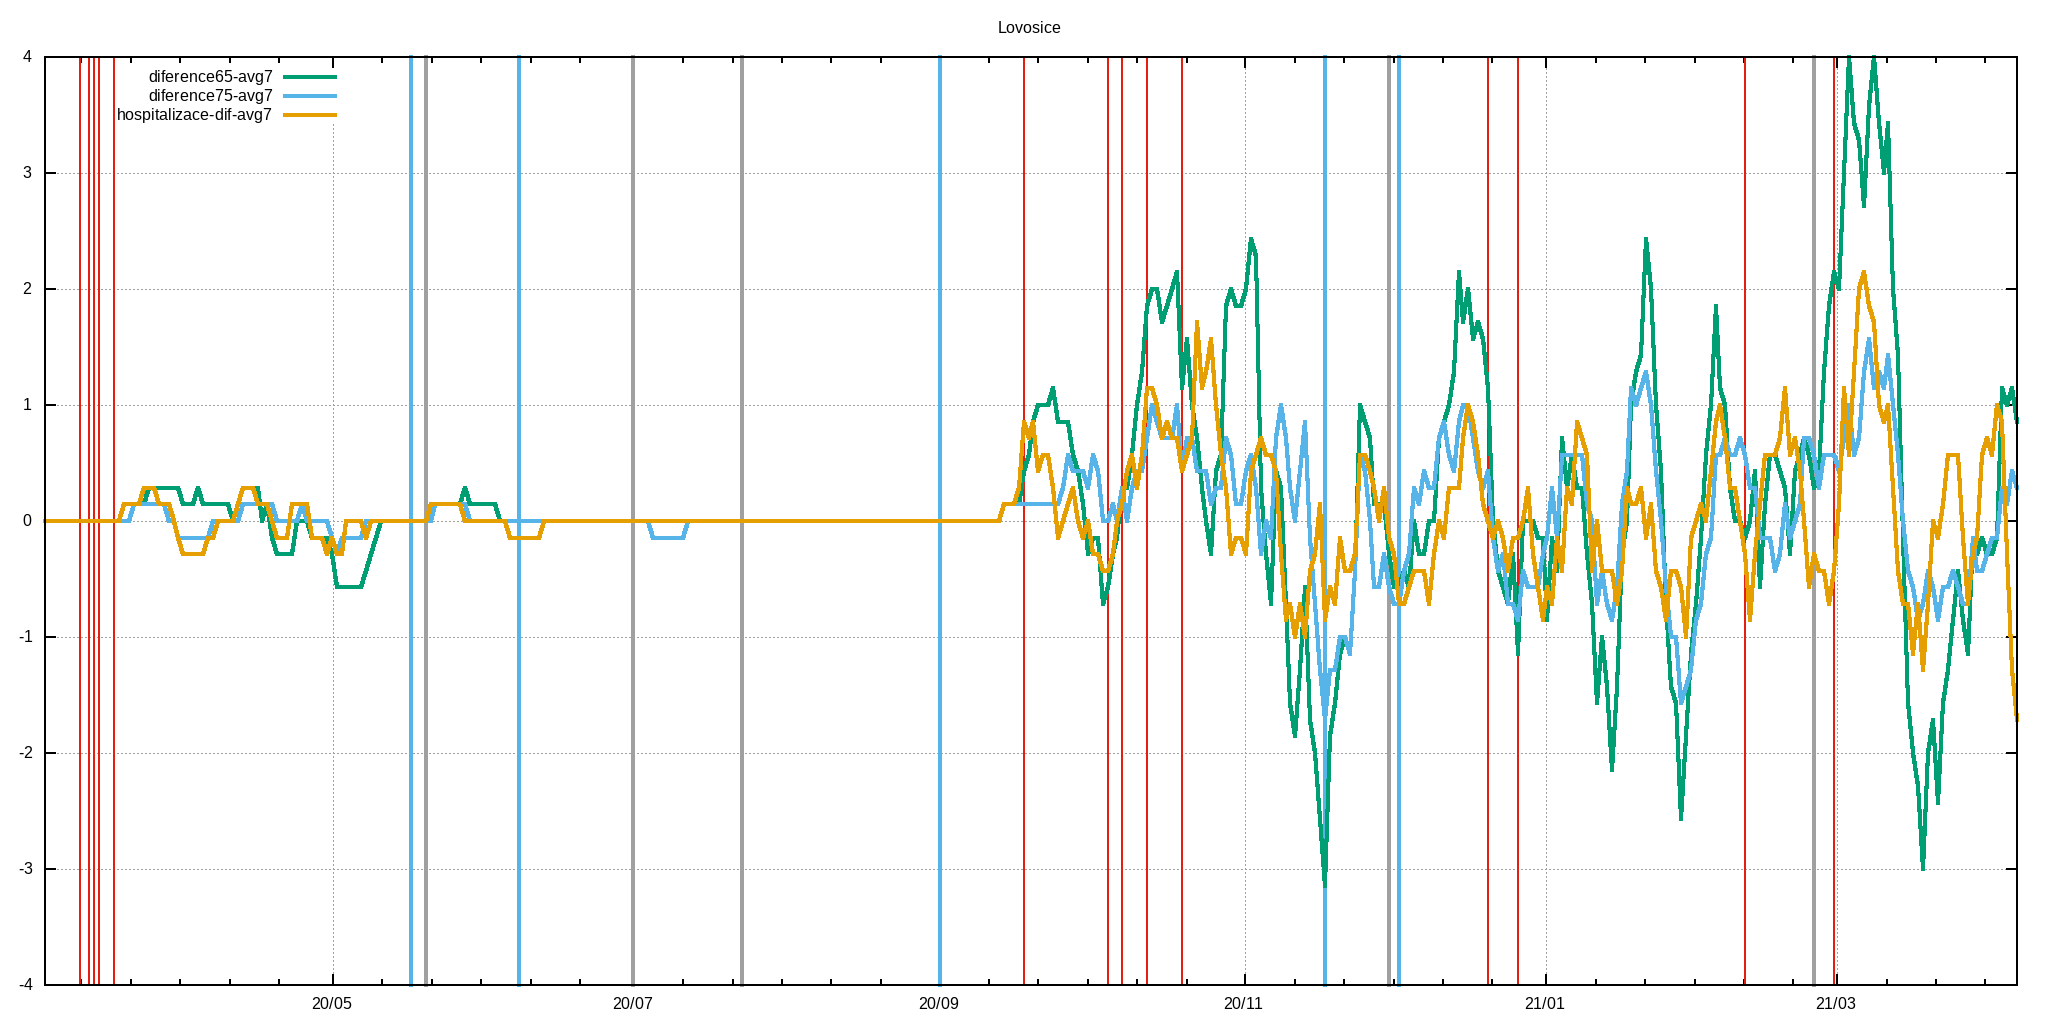 Lovosice
diference65-avg7
diference75-avg7
hospitalizace-dif-avg7
4
3
2
1
0
-1
-2
-3
-4
20/05 20/07 20/09 20/11 21/01 21/03